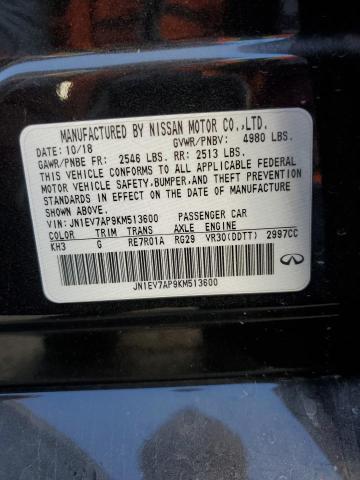 MANUFACTURED BY NISSAN MOTOR CO.,LTD.
DATE: 10/18 GVWR/PNBV: 4980 LBS.
GAWR/PNBE FR: 2546 LBS. RR: 2513 LBS.
THIS VEHICLE CONFORMS TO ALL APPLICABLE FEDERAL
MOTOR VEHICLE SAFETY, BUMPER, AND THEFT PREVENTION
STANDARDS IN EFFECT ON THE DATE OF MANUFACTURE
SHOWN ABOVE.
VIN: JN1EV7AP9KM513600 PASSENGER CAR
COLOR TRIM TRANS AXLE ENGINE
KH3 G RE7R01A RG29 VR30(DDTT) 2997CC
JN1EV7AP9KM513600